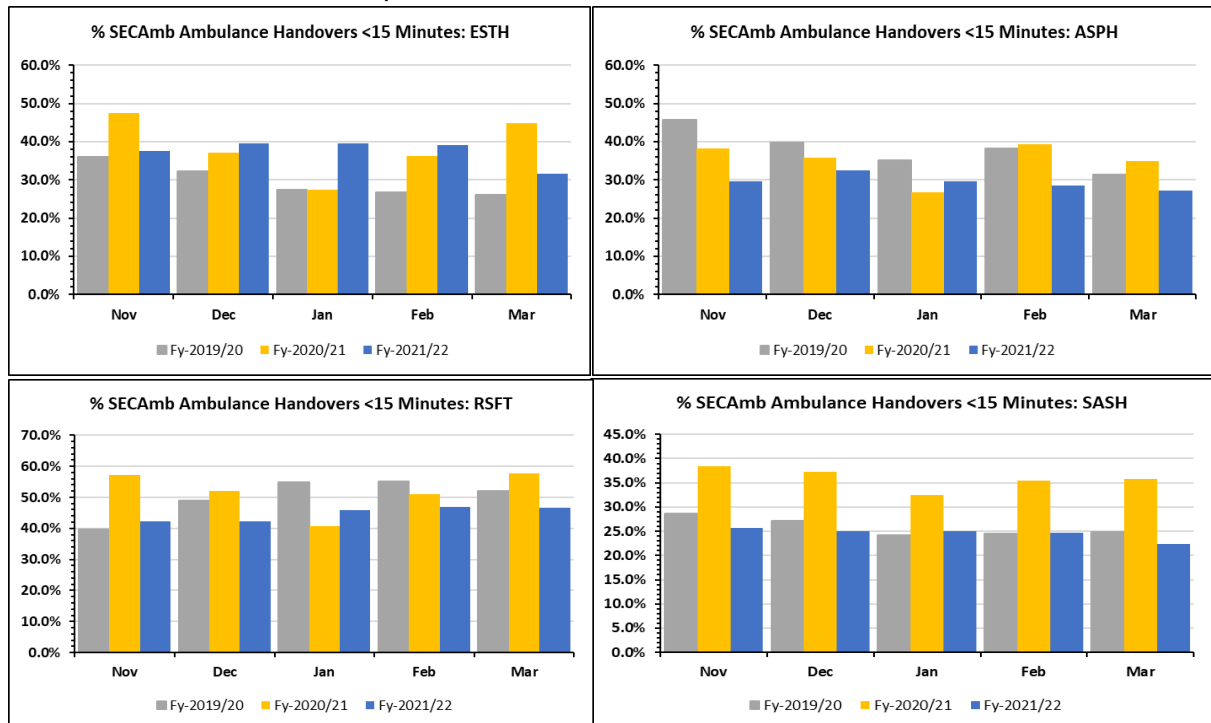 % SECAmb Ambulance Handovers <15 Minutes: ESTH
60.0%
50.0%
40.0%
30.0%
20.0%
10.0%
0.0%
Nov Dec Jan Feb Mar
Fy-2019/20 Fy-2020/21 Fy-2021/22
% SECAmb Ambulance Handovers <15 Minutes: ASPH
60.0%
50.0%
40.0%
30.0%
20.0%
10.0%
0.0%
Nov Dec Jan Feb Mar
Fy-2019/20 Fy-2020/21 Fy-2021/22
% SECAmb Ambulance Handovers <15 Minutes: RSFT
70.0%
60.0%
50.0%
40.0%
30.0%
20.0%
10.0%
0.0%
Nov Dec Jan Feb Mar
Fy-2019/20 Fy-2020/21 Fy-2021/22
% SECAmb Ambulance Handovers <15 Minutes: SASH
45.0%
40.0%
35.0%
30.0%
25.0%
20.0%
15.0%
10.0%
5.0%
0.0%
Nov Dec Jan Feb Mar
Fy-2019/20 Fy-2020/21 Fy-2021/22